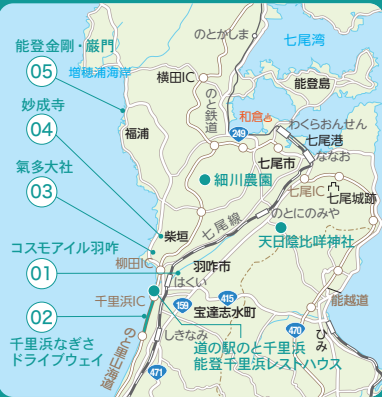 能登金剛・巌門
05
増穂浦海岸
妙成寺
04
福浦
氣多大社
03
コスモアイル羽咋
01
02
千里浜なぎさ
ドライブウェイ
のとがしま
七尾湾
横田IC
能登島
のと鉄道
和倉
わくらおんせん
249
七尾港
ななお
七尾市
細川農園
七尾IC
七尾城跡
七尾線
のとにのみや
柴垣
天日陰比咩神社
柳田IC
羽咋市
はくい
千里浜IC
415
159
宝達志水町
能越道
のと里山海道
しきなみ
470
ひみ
道の駅のと千里浜
能登千里浜レストハウス
471